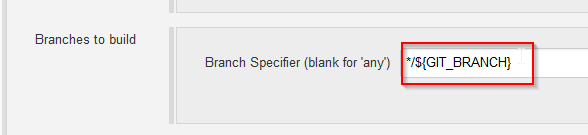 Branches to build
Branch Specifier (blank for 'any')
*/${GIT_BRANCH}